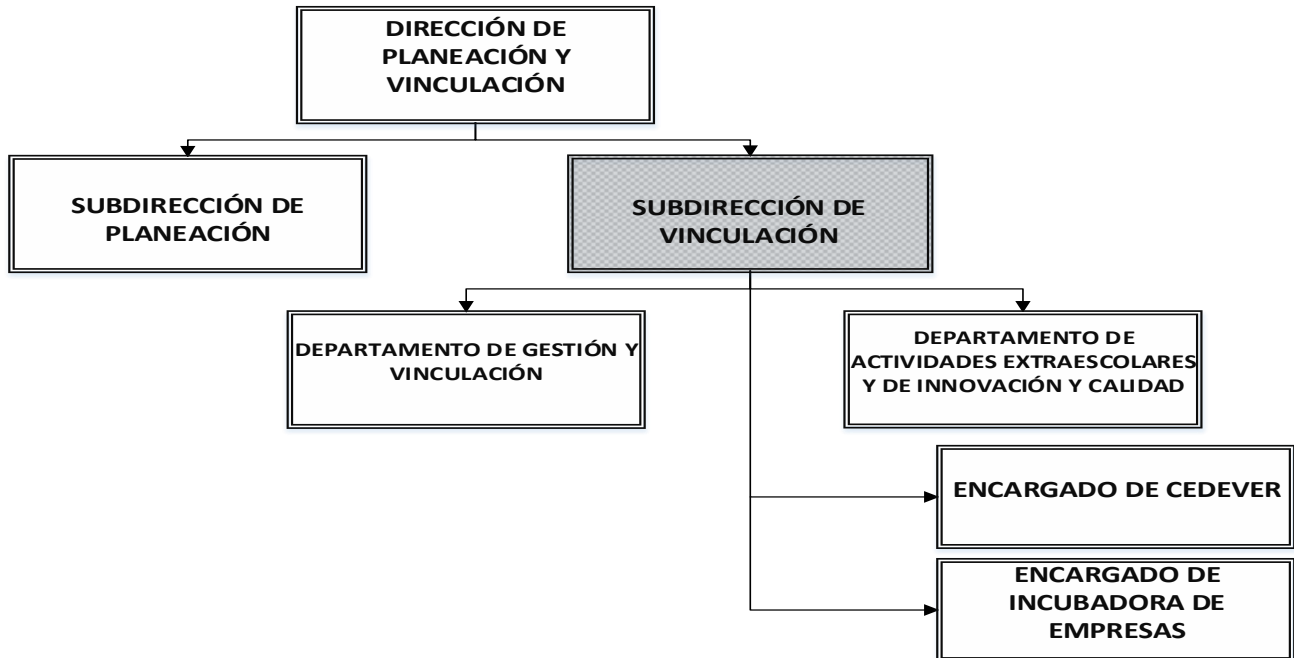 DIRECCIÓN DE
PLANEACIÓN Y
VINCULACIÓN
SUBDIRECCIÓN DE
PLANEACIÓN
SUBDIRECCIÓN DE
VINCULACIÓN
DEPARTAMENTO DE GESTIÓN Y
VINCULACIÓN
DEPARTAMENTO DE
ACTIVIDADES EXTRAESCOLARES
Y DE INNOVACIÓN Y CALIDAD
ENCARGADO DE CEDEVER
ENCARGADO DE
INCUBADORA DE
EMPRESAS